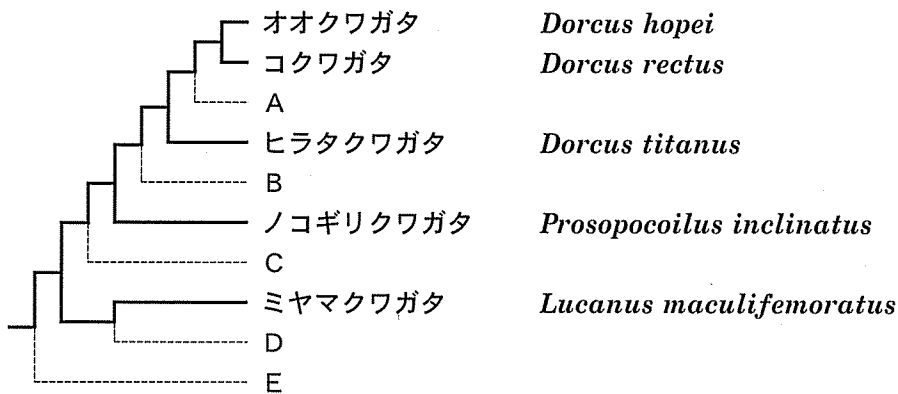 オオクワガタ Dorcus hopei
コクワガタ Dorcus rectus
A
ヒラタクワガタ Dorcus titanus
B
ノコギリクワガタ Prosopocoilus inclinatus
C
ミヤマクワガタ Lucanus maculifemoratus
D
E